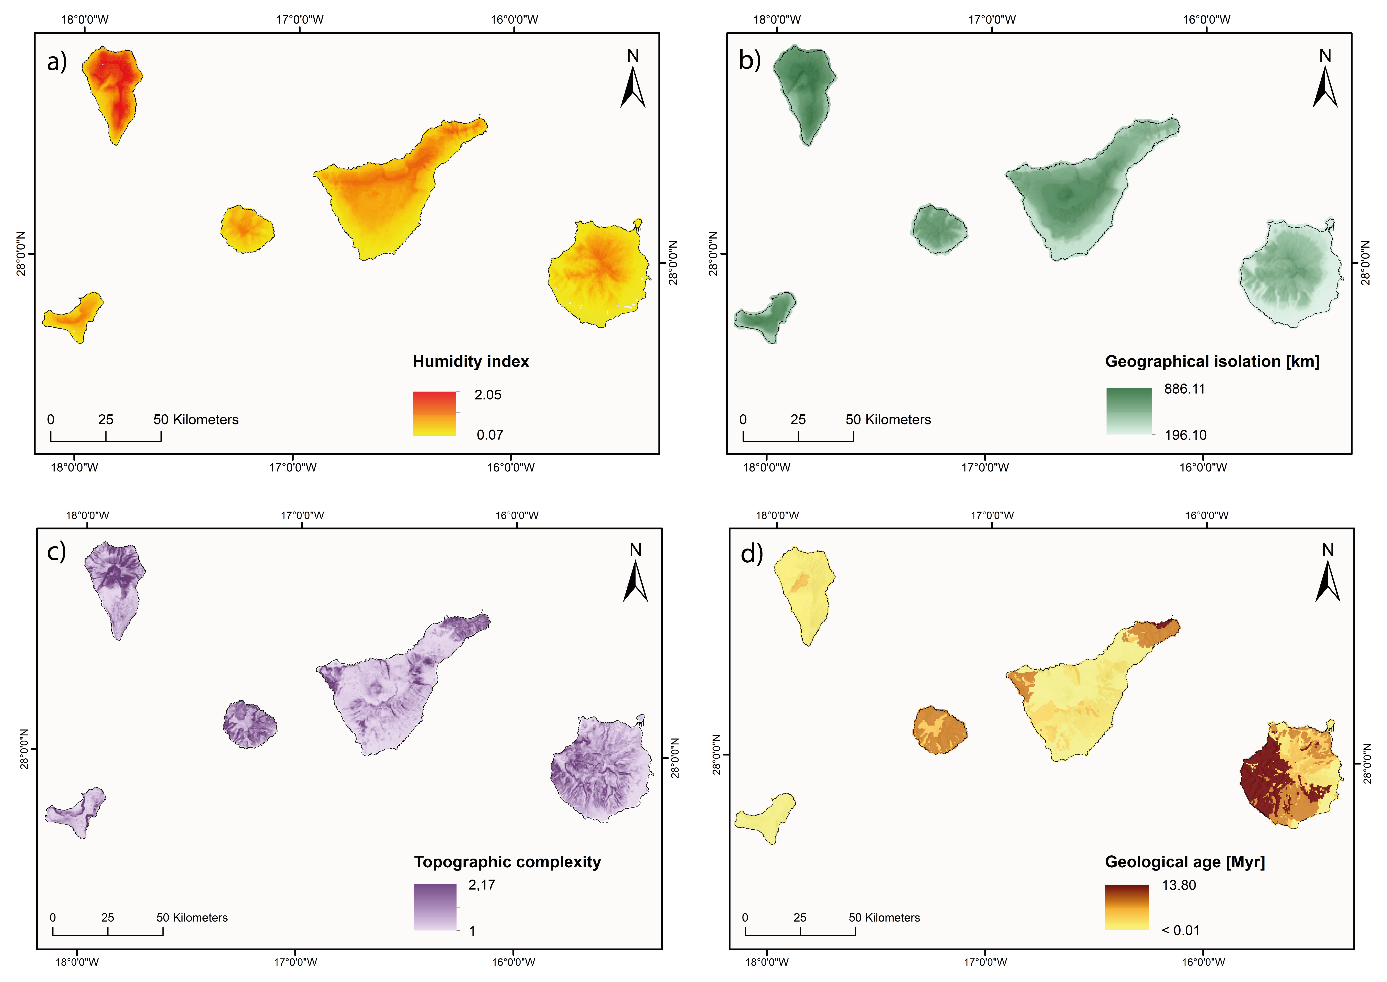 18°0'0"W 17°0'0"W 16°0'0"W
a)
N
28°0'0"N
28°0'0"N
Humidity index
2.05
0.07
0 25 50 Kilometers
18°0'0"W 17°0'0"W 16°0'0"W
18°0'0"W 17°0'0"W 16°0'0"W
b)
N
28°0'0"N
28°0'0"N
Geographical isolation [km]
886.11
196.10
0 25 50 Kilometers
18°0'0"W 17°0'0"W 16°0'0"W
18°0'0"W 17°0'0"W 16°0'0"W
c)
N
28°0'0"N
28°0'0"N
Topographic complexity
2,17
1
0 25 50 Kilometers
18°0'0"W 17°0'0"W 16°0'0"W
18°0'0"W 17°0'0"W 16°0'0"W
d)
N
28°0'0"N
28°0'0"N
Geological age [Myr]
13.80
< 0.01
0 25 50 Kilometers
18°0'0"W 17°0'0"W 16°0'0"W